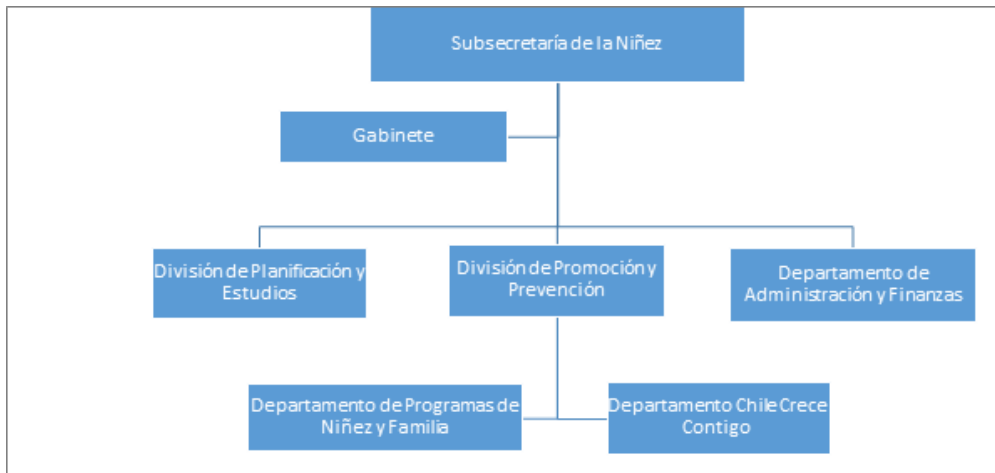 Subsecretaría de la Niñez
Gabinete
División de Planificación y
Estudios
División de Promoción y
Prevención
Departamento de
Administración y Finanzas
Departamento de Programas de
Niñez y Familia
Departamento Chile Crece
Contigo